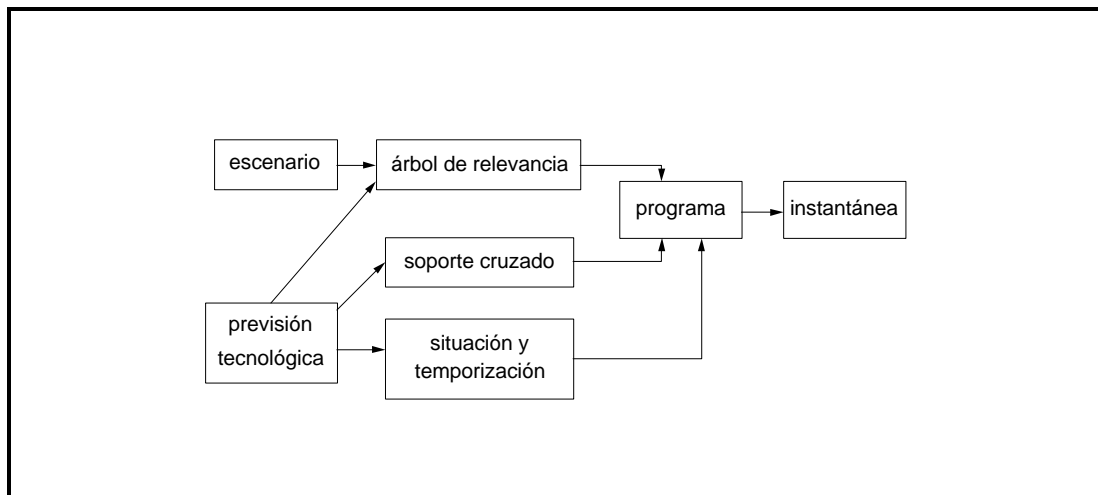 escenario
árbol de relevancia
programa
instantánea
soporte cruzado
previsión
tecnológica
situación y
temporización